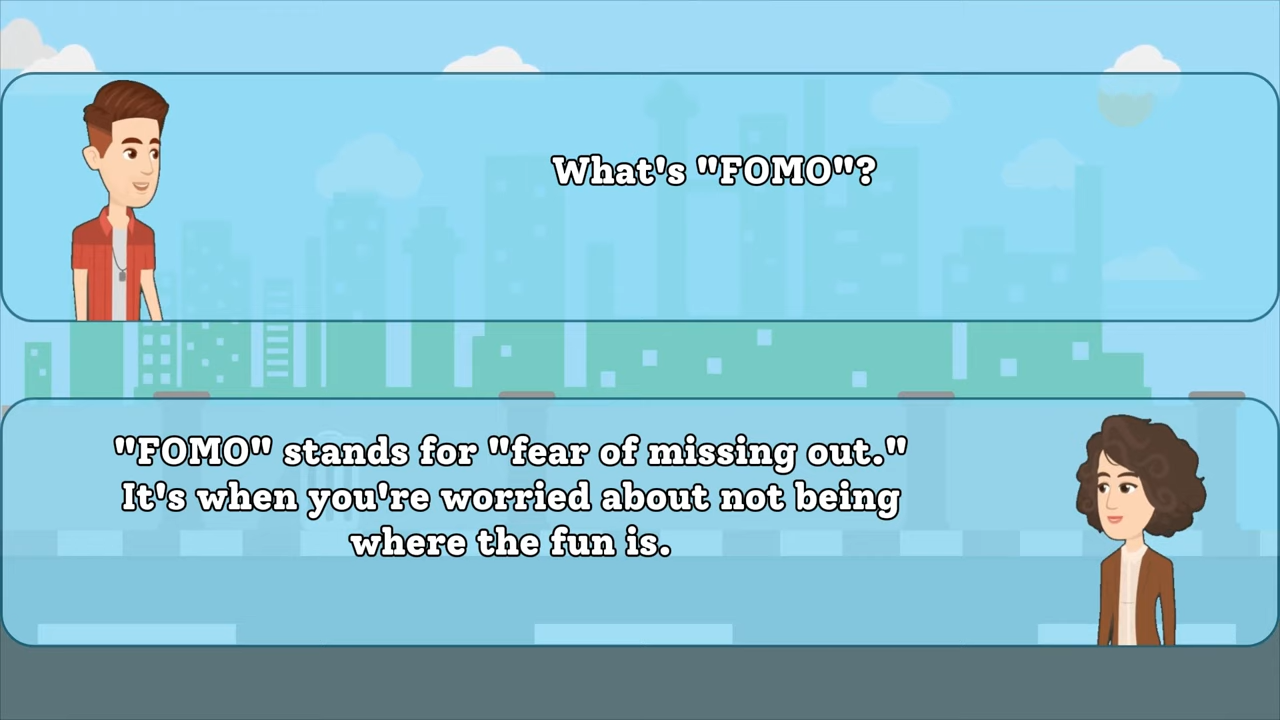 What's "FOMO"?
"FOMO" stands for "fear of missing out."
It's when you're worried about not being
where the fun is.